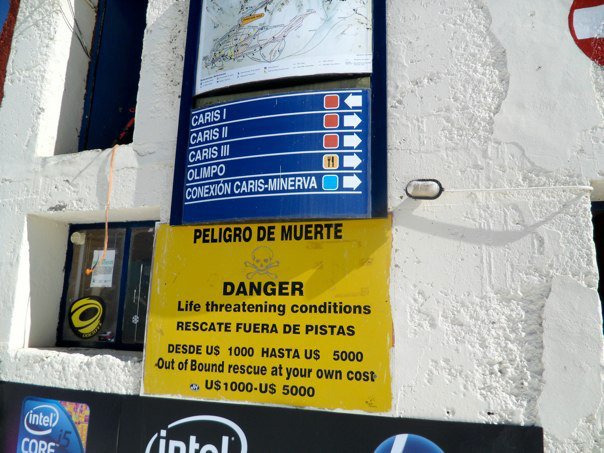 CARIS I
CARIS II
CARIS III
OLIMPO
CONEXIÓN CARIS-MINERVA
PELIGRO DE MUERTE
DANGER
Life threatening conditions
RESCATE FUERA DE PISTAS
DESDE U$ 1000 HASTA U$ 5000
Out of Bound rescue at your own cost
U$1000-U$ 5000
intel
CORE i5
intel